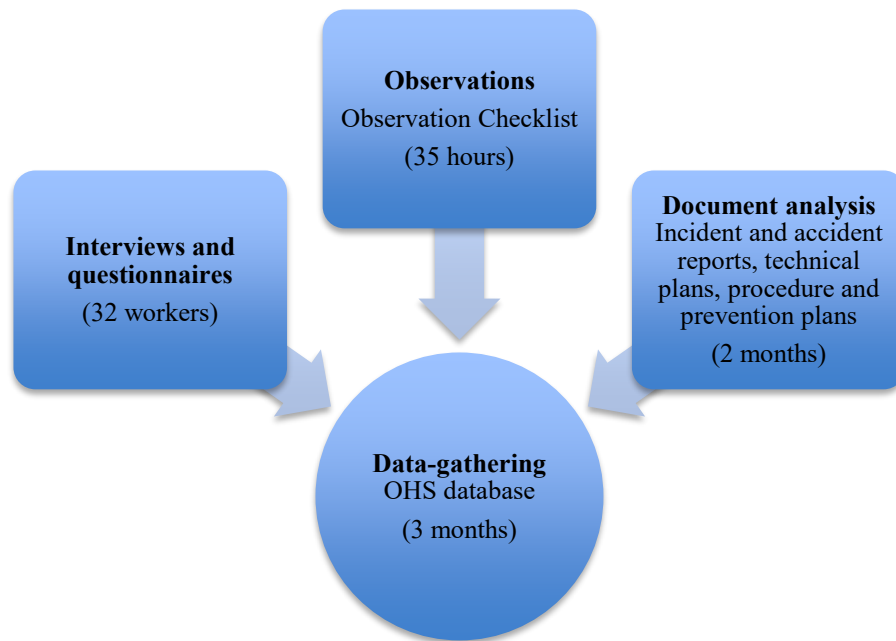 Observations
Observation Checklist
(35 hours)
Interviews and
questionnaires
(32 workers)
Document analysis
Incident and accident
reports, technical
plans, procedure and
prevention plans
(2 months)
Data-gathering
OHS database
(3 months)